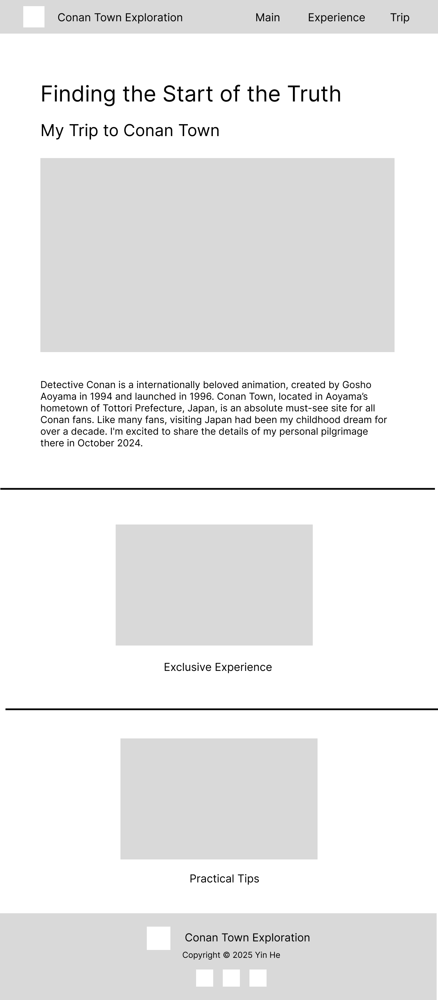 Conan Town Exploration Main Experience Trip
Finding the Start of the Truth
My Trip to Conan Town
Detective Conan is a internationally beloved animation, created by Gosho
Aoyama in 1994 and launched in 1996. Conan Town, located in Aoyama’s
hometown of Tottori Prefecture, Japan, is an absolute must-see site for all
Conan fans. Like many fans, visiting Japan had been my childhood dream for
over a decade. I'm excited to share the details of my personal pilgrimage
there in October 2024.
Exclusive Experience
Practical Tips
Conan Town Exploration
Copyright © 2025 Yin He